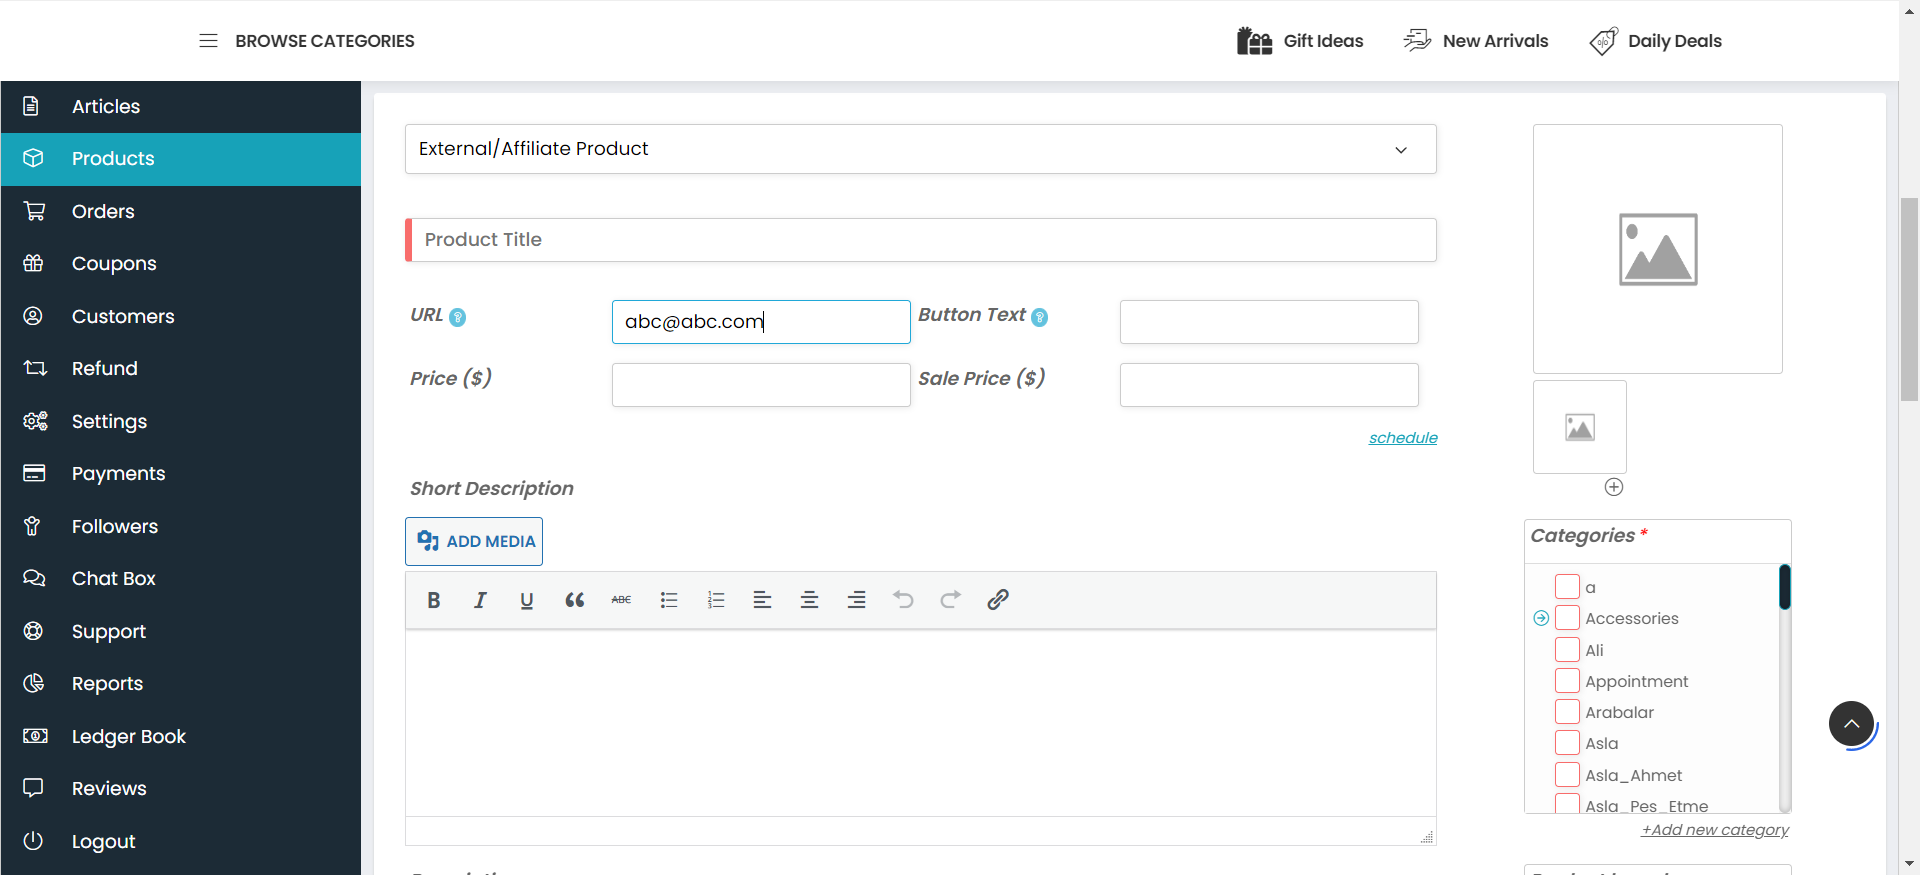 BROWSE CATEGORIES
Gift Ideas
New Arrivals
Daily Deals
Articles
Products
Orders
Coupons
Customers
Refund
Settings
Payments
Followers
Chat Box
Support
Reports
Ledger Book
Reviews
Logout
External/Affiliate Product
Product Title
URL ?
abc@abc.com
Button Text ?
Price ($)
Sale Price ($)
schedule
Short Description
ADD MEDIA
B I U “ ABC
Categories *
a
Accessories
Ali
Appointment
Arabalar
Asla
Asla_Ahmet
Asla_Pes_Etme
+Add new category